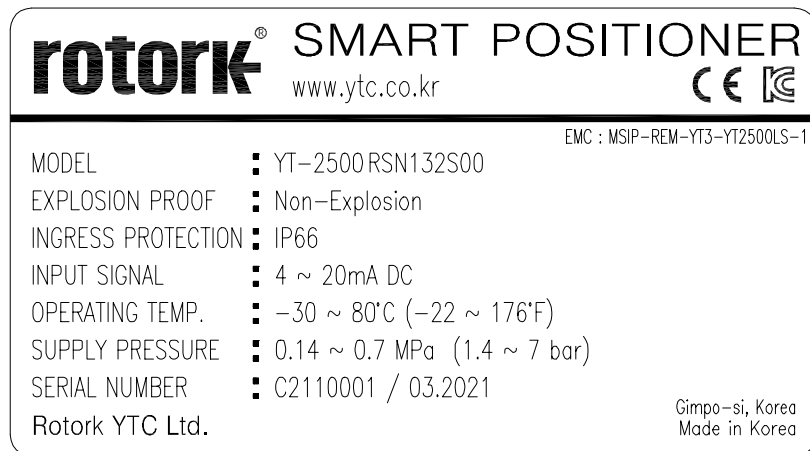 rotork® SMART POSITIONER
www.ytc.co.kr CE
EMC : MSIP-REM-YT3-YT2500LS-1
MODEL : YT-2500RSN132S00
EXPLOSION PROOF : Non-Explosion
INGRESS PROTECTION : IP66
INPUT SIGNAL : 4 ~ 20mA DC
OPERATING TEMP. : -30 ~ 80°C (-22 ~ 176°F)
SUPPLY PRESSURE : 0.14 ~ 0.7 MPa (1.4 ~ 7 bar)
SERIAL NUMBER : C2110001 / 03.2021
Rotork YTC Ltd.
Gimpo-si, Korea
Made in Korea